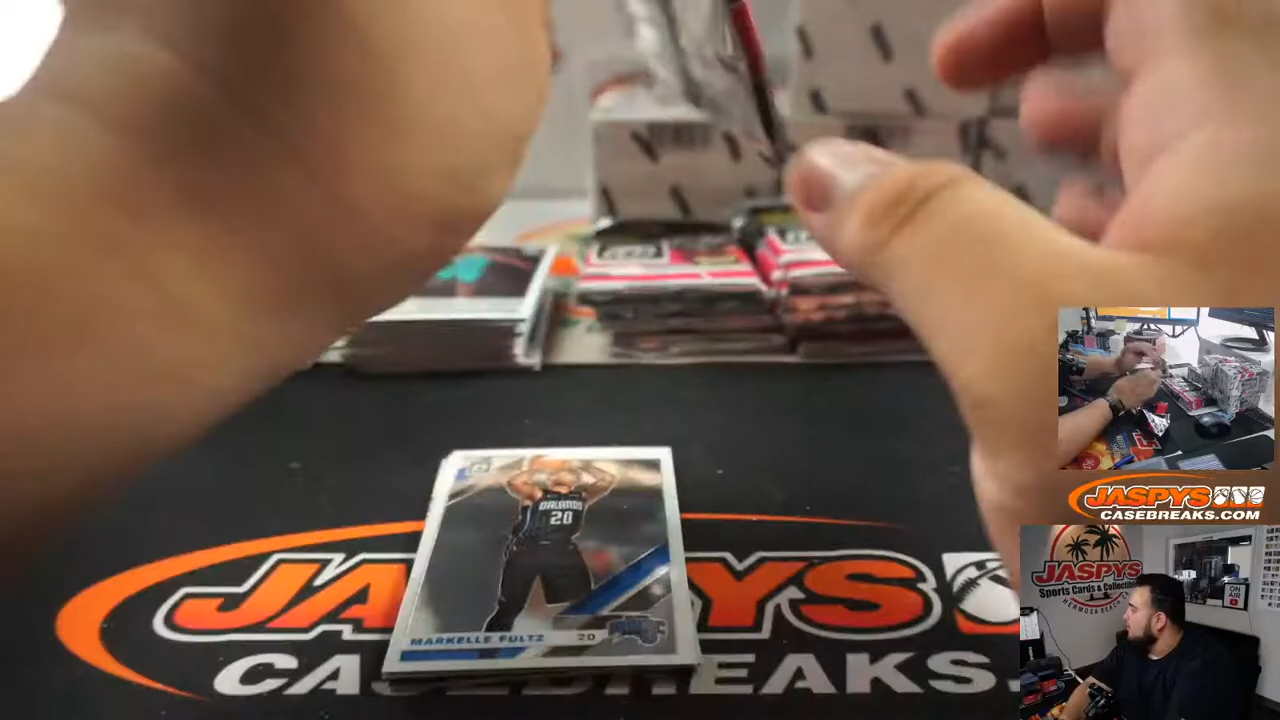 ORLANDO
20
MARKELLE FULTZ 20
JASPYS
CASEBREAKS.
JASPYS
CASEBREAKS.COM
JASPYS
Sports Cards & Collectibles
HERMOSA BEACH
ON
AIR